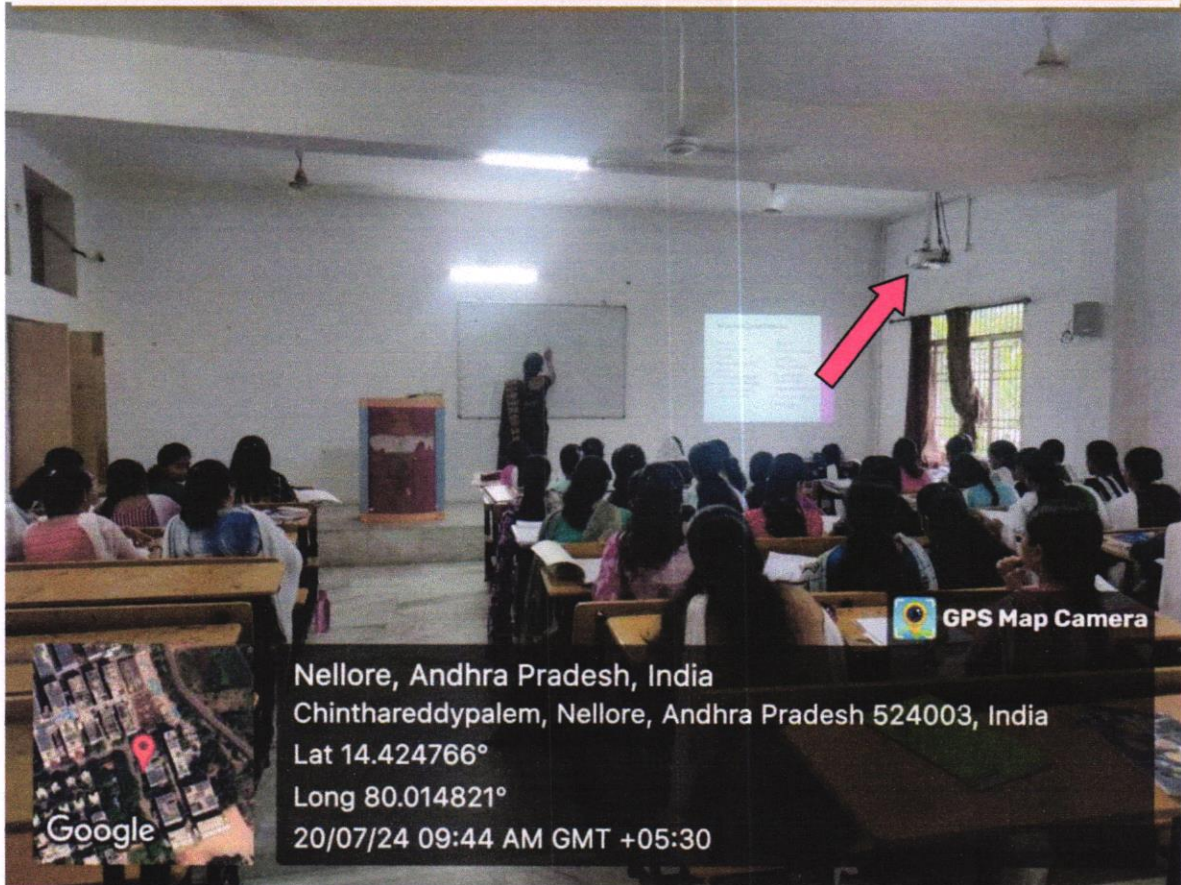 GPS Map Camera
Nellore, Andhra Pradesh, India
Chinthareddypalem, Nellore, Andhra Pradesh 524003, India
Lat 14.424766°
Long 80.014821°
20/07/24 09:44 AM GMT +05:30
Google